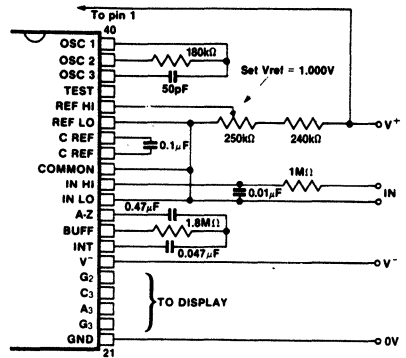 To pin 1
40
OSC 1
180kΩ
OSC 2
OSC 3
50pF
Set Vref = 1.000V
TEST
REF HI
REF LO
250kΩ
240kΩ
V+
C REF
0.1µF
C REF
COMMON
1MΩ
IN HI
0.01µF
IN
IN LO
0.47µF
A-Z
1.8MΩ
BUFF
INT
0.047µF
V−
V−
G2
C3
TO DISPLAY
A3
G3
GND
0V
21